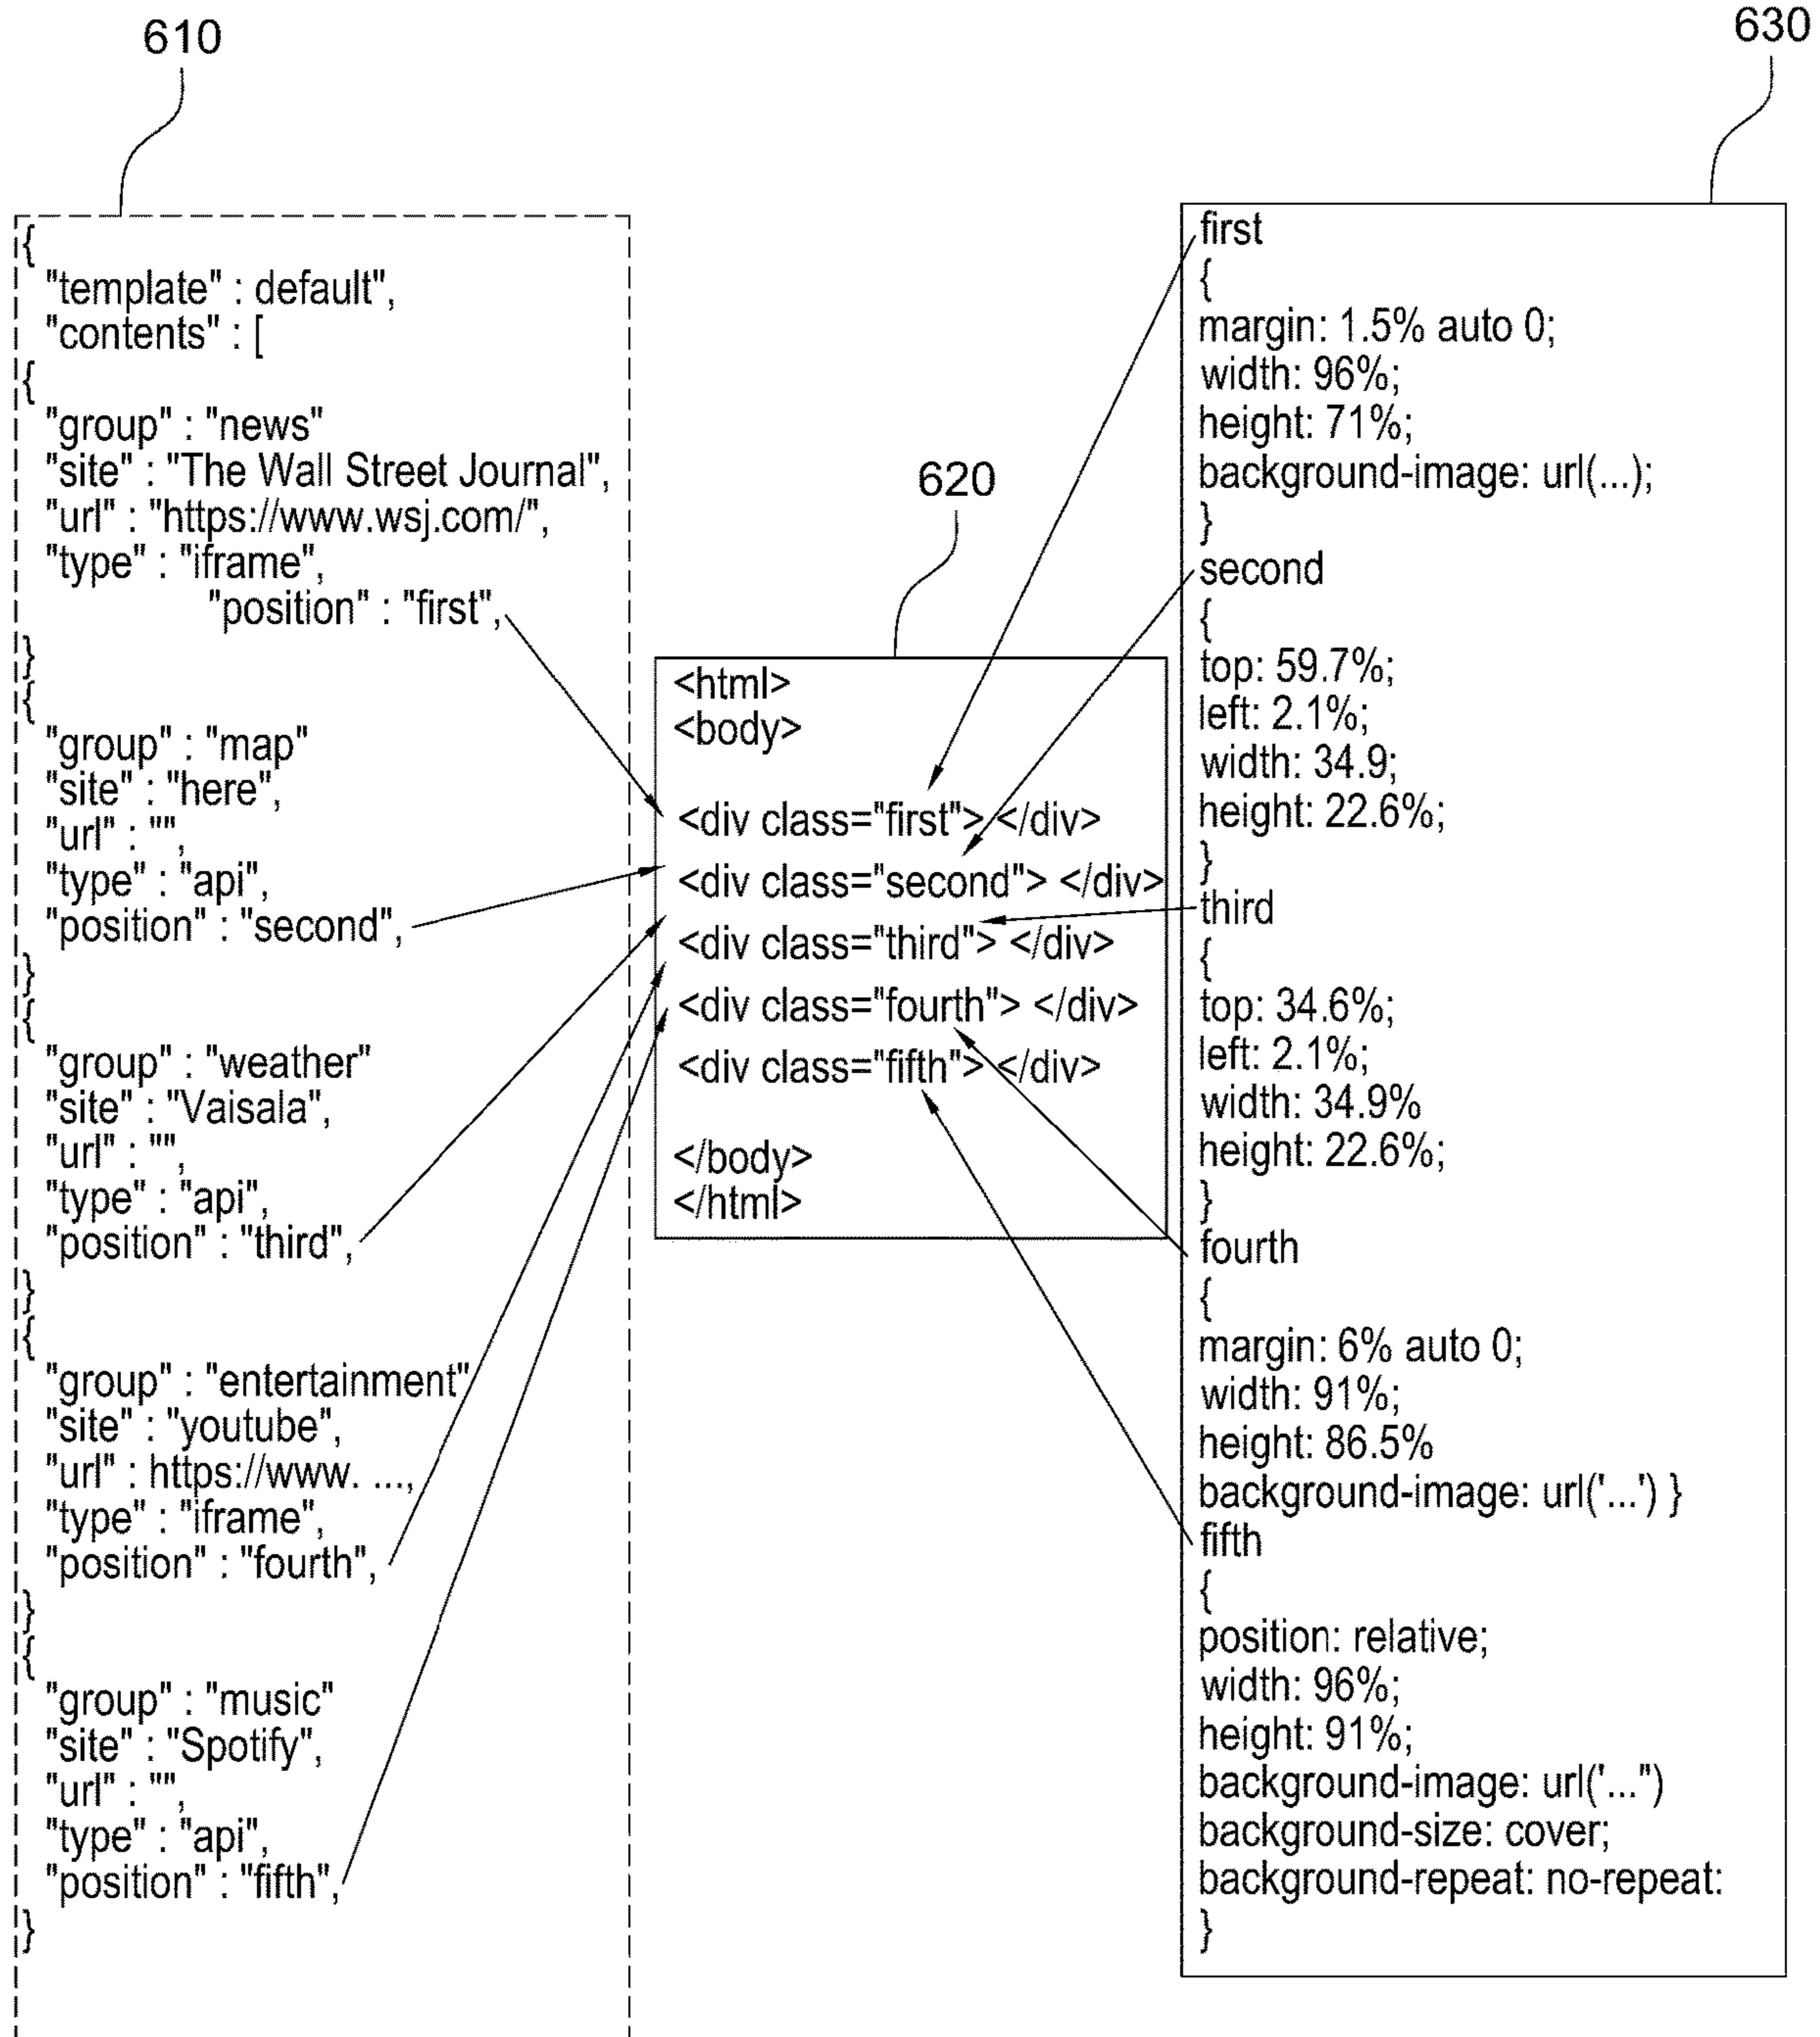 610
{
"template" : default",
"contents" : [
{
"group" : "news"
"site" : "The Wall Street Journal",
"url" : "https://www.wsj.com/",
"type" : "iframe",
"position" : "first",
}
{
"group" : "map"
"site" : "here",
"url" : "",
"type" : "api",
"position" : "second",
}
{
"group" : "weather"
"site" : "Vaisala",
"url" : "",
"type" : "api",
"position" : "third",
}
{
"group" : "entertainment"
"site" : "youtube",
"url" : https://www. ...,
"type" : "iframe",
"position" : "fourth",
}
{
"group" : "music"
"site" : "Spotify",
"url" : "",
"type" : "api",
"position" : "fifth",
}
620
<html>
<body>
<div class="first"> </div>
<div class="second"> </div>
<div class="third"> </div>
<div class="fourth"> </div>
<div class="fifth"> </div>
</body>
</html>
630
first
{
margin: 1.5% auto 0;
width: 96%;
height: 71%;
background-image: url(...);
}
second
{
top: 59.7%;
left: 2.1%;
width: 34.9;
height: 22.6%;
}
third
{
top: 34.6%;
left: 2.1%;
width: 34.9%
height: 22.6%;
}
fourth
{
margin: 6% auto 0;
width: 91%;
height: 86.5%
background-image: url('...') }
fifth
{
position: relative;
width: 96%;
height: 91%;
background-image: url('...")
background-size: cover;
background-repeat: no-repeat:
}